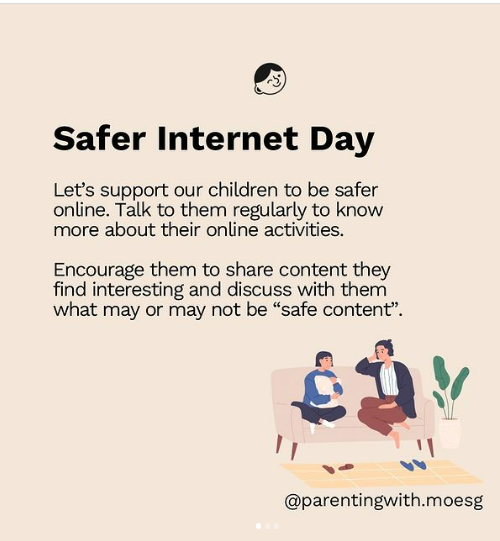 Safer Internet Day
Let’s support our children to be safer
online. Talk to them regularly to know
more about their online activities.
Encourage them to share content they
find interesting and discuss with them
what may or may not be “safe content”.
@parentingwith.moesg